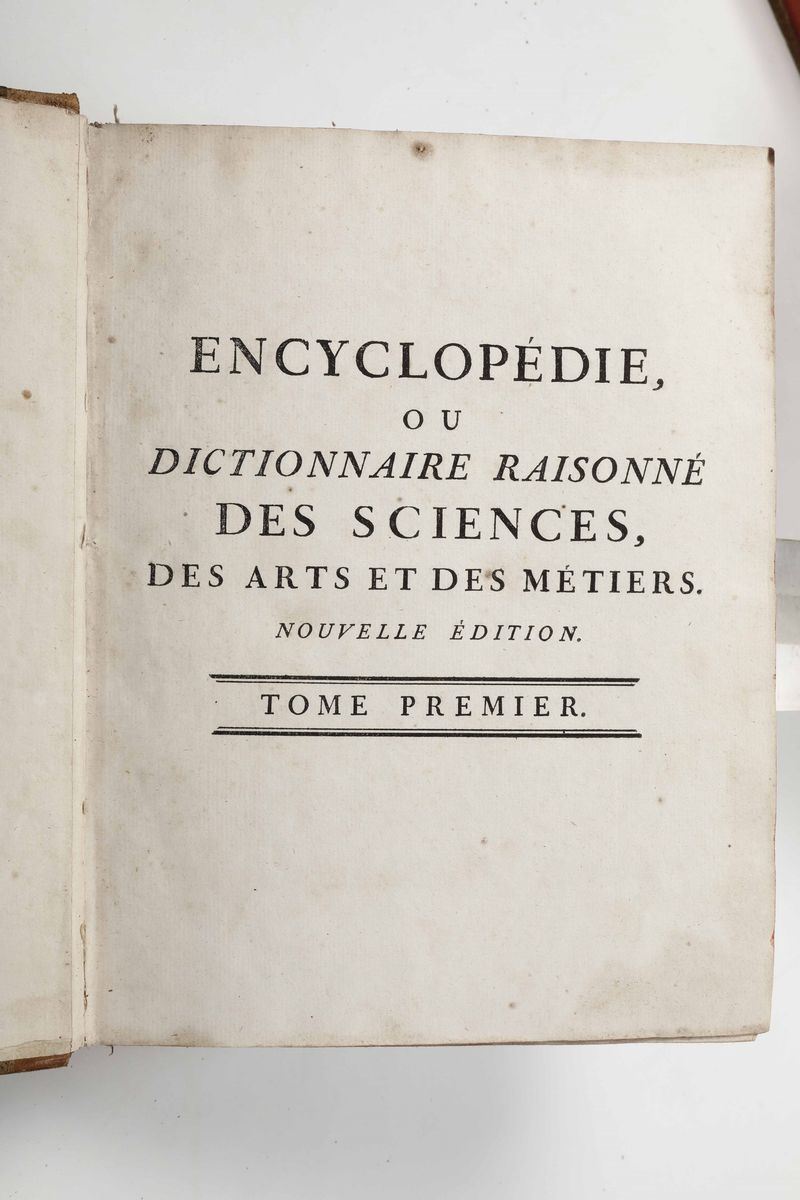 ENCYCLOPÉDIE,
OU
DICTIONNAIRE RAISONNÉ
DES SCIENCES,
DES ARTS ET DES MÉTIERS.
NOUVELLE ÉDITION.
TOME PREMIER.